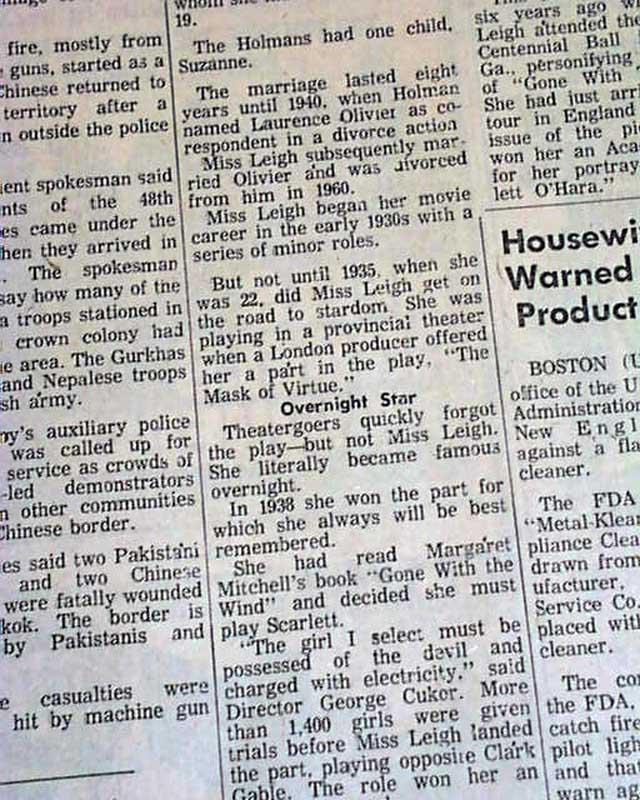 fire, mostly from
guns, started as a
Chinese returned to
territory after a
outside the police
spokesman said
of the 48th
came under the
they arrived in
The spokesman
say how many of the
troops stationed in
crown colony had
area. The Gurkhas
and Nepalese troops
army.
auxiliary police
was called up for
service as crowds of
-led demonstrators
other communities
Chinese border.
said two Pakistani
and two Chinese
were fatally wounded
The border is
by Pakistanis and
casualties were
hit by machine gun
19.
The Holmans had one child,
Suzanne.
The marriage lasted eight
years until 1940, when Holman
named Laurence Olivier as co-
respondent in a divorce action
Miss Leigh subsequently mar-
ried Olivier and was divorced
from him in 1960.
Miss Leigh began her movie
career in the early 1930s with a
series of minor roles.
But not until 1935, when she
was 22, did Miss Leigh get on
the road to stardom. She was
playing in a provincial theater
when a London producer offered
her a part in the play, "The
Mask of Virtue."
Overnight Star
Theatergoers quickly forgot
the play—but not Miss Leigh.
She literally became famous
overnight.
In 1938 she won the part for
which she always will be best
remembered.
She had read Margaret
Mitchell's book "Gone With the
Wind" and decided she must
play Scarlett.
"The girl I select must be
possessed of the devil and
charged with electricity," said
Director George Cukor. More
than 1,400 girls were given
trials before Miss Leigh landed
the part, playing opposite Clark
Gable. The role won her an
six years ago
Leigh attended the
Centennial Ball
Ga., personifying
of "Gone With
She had just
tour in England
issue of the
won her an
for her portray
lett O'Hara."
Housewi
Warned
Product
BOSTON (U
office of the U
Administration
New Engl
against a fla
cleaner.
The FDA
"Metal-Klea
pliance Clea
drawn from
ufacturer,
Service Co.
placed with
cleaner.
The co
the FDA,
catch fire
pilot ligh
and that
warn ag